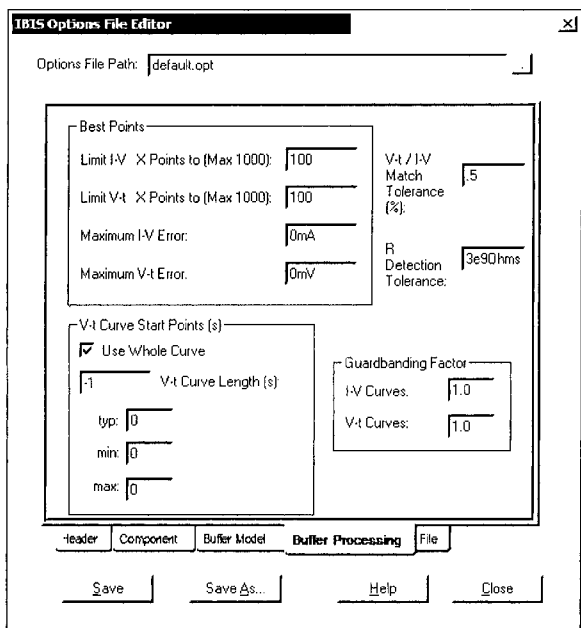 IBIS Options File Editor
Options File Path: default.opt .
Best Points
Limit I-V X Points to (Max 1000): 100
Limit V-t X Points to (Max 1000): 100
Maximum I-V Error: 0mA
Maximum V-t Error. 0mV
V-t / I-V
Match
Tolerance
(%):
.5
R
Detection
Tolerance:
3e9Ohms
V-t Curve Start Points (s)
Use Whole Curve
-1 V-t Curve Length (s)
typ: 0
min: 0
max: 0
Guardbanding Factor
I-V Curves. 1.0
V-t Curves: 1.0
Header Component Buffer Model Buffer Processing File
Save Save As... Help Close